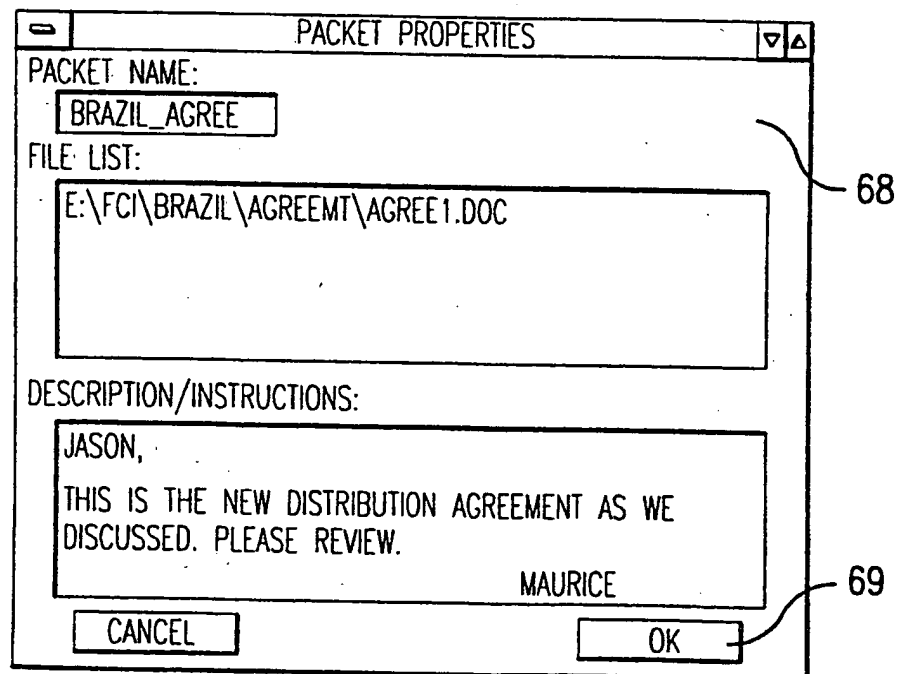 PACKET PROPERTIES
PACKET NAME:
BRAZIL_AGREE
FILE LIST:
68
E:\FCI\BRAZIL\AGREEMT\AGREE1.DOC
DESCRIPTION/INSTRUCTIONS:
JASON,
THIS IS THE NEW DISTRIBUTION AGREEMENT AS WE
DISCUSSED. PLEASE REVIEW.
MAURICE
69
CANCEL
OK